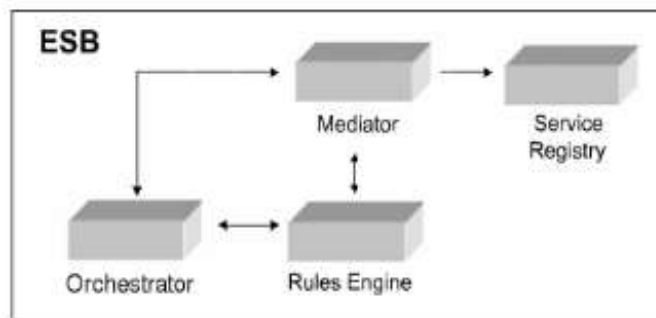 ESB
Mediator
Service
Registry
Orchestrator
Rules Engine